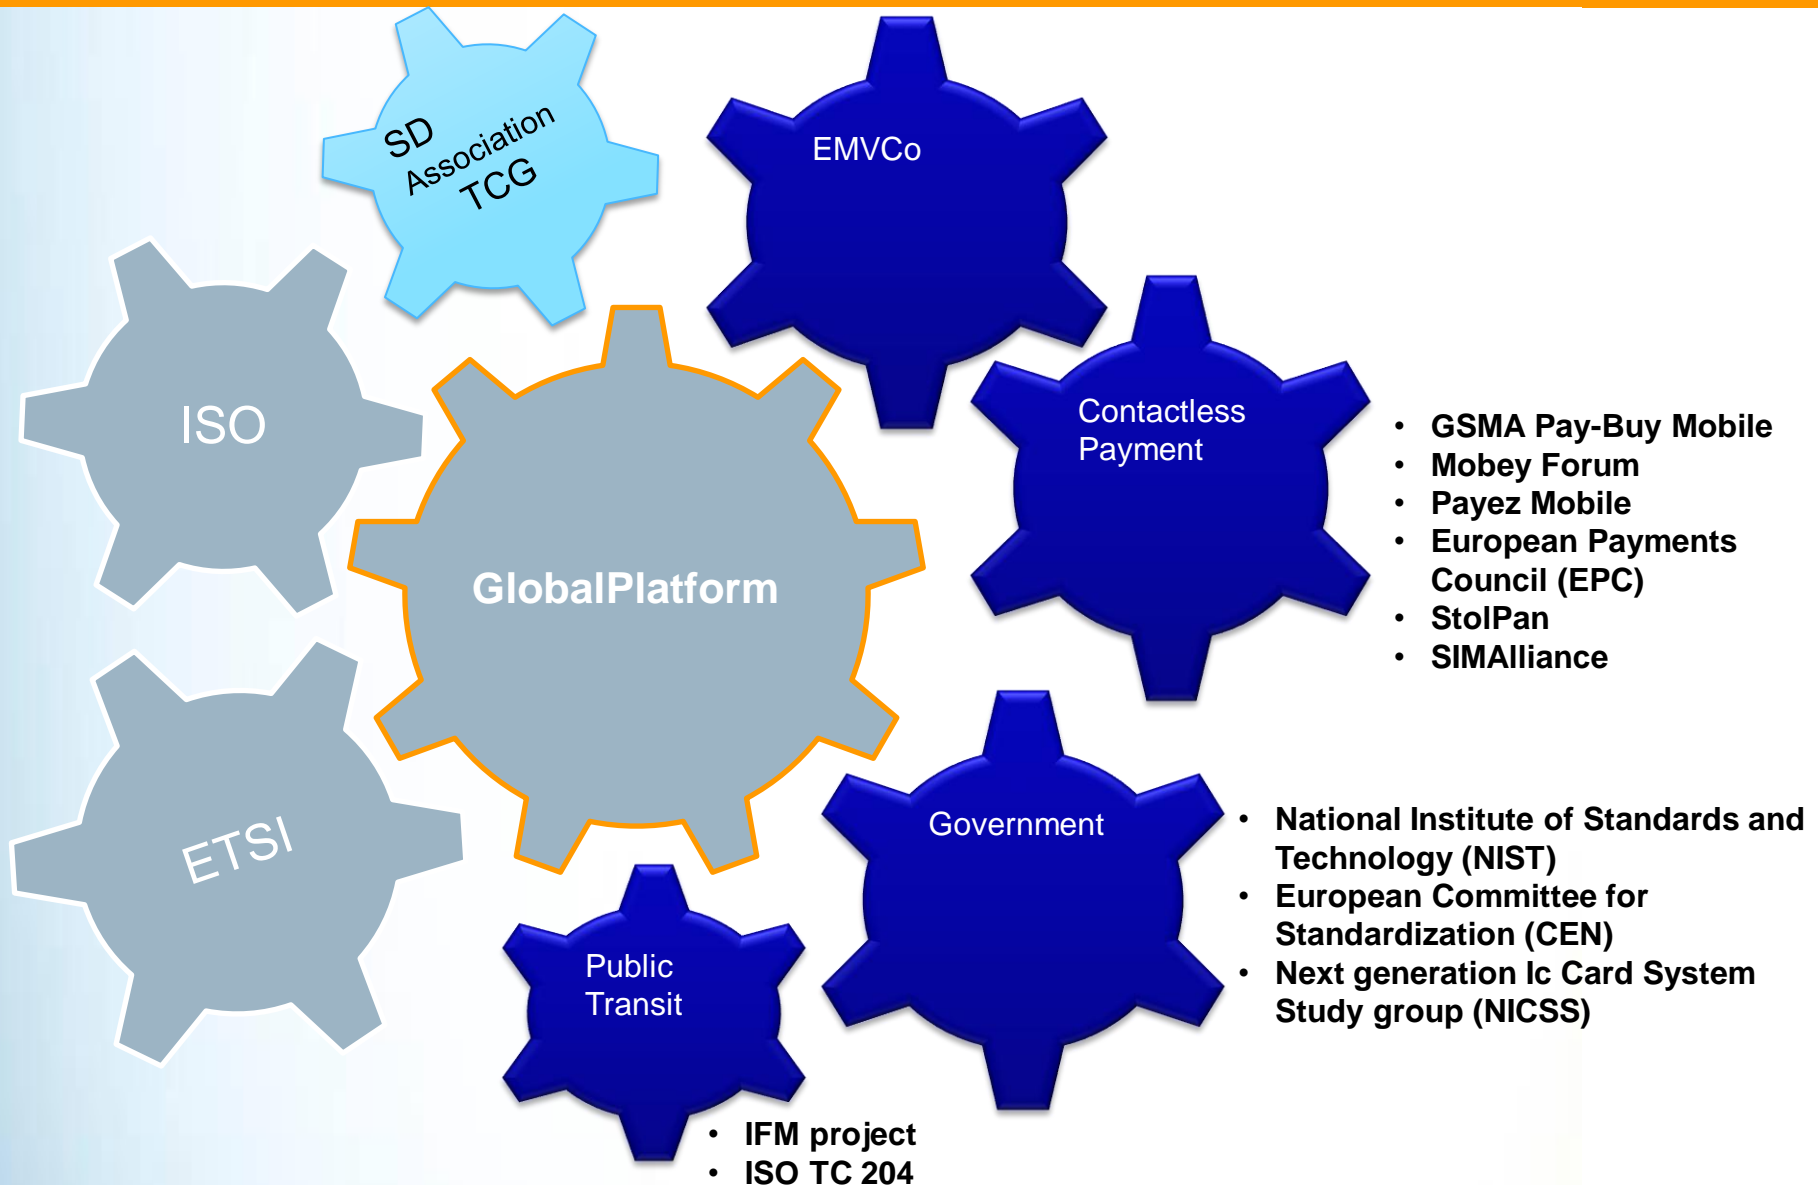 SD
Association
TCG
EMVCo
ISO
Contactless
Payment
• GSMA Pay-Buy Mobile
• Mobey Forum
• Payez Mobile
• European Payments
Council (EPC)
• StolPan
• SIMAlliance
GlobalPlatform
ETSI
Government
• National Institute of Standards and
Technology (NIST)
• European Committee for
Standardization (CEN)
• Next generation Ic Card System
Study group (NICSS)
Public
Transit
• IFM project
• ISO TC 204